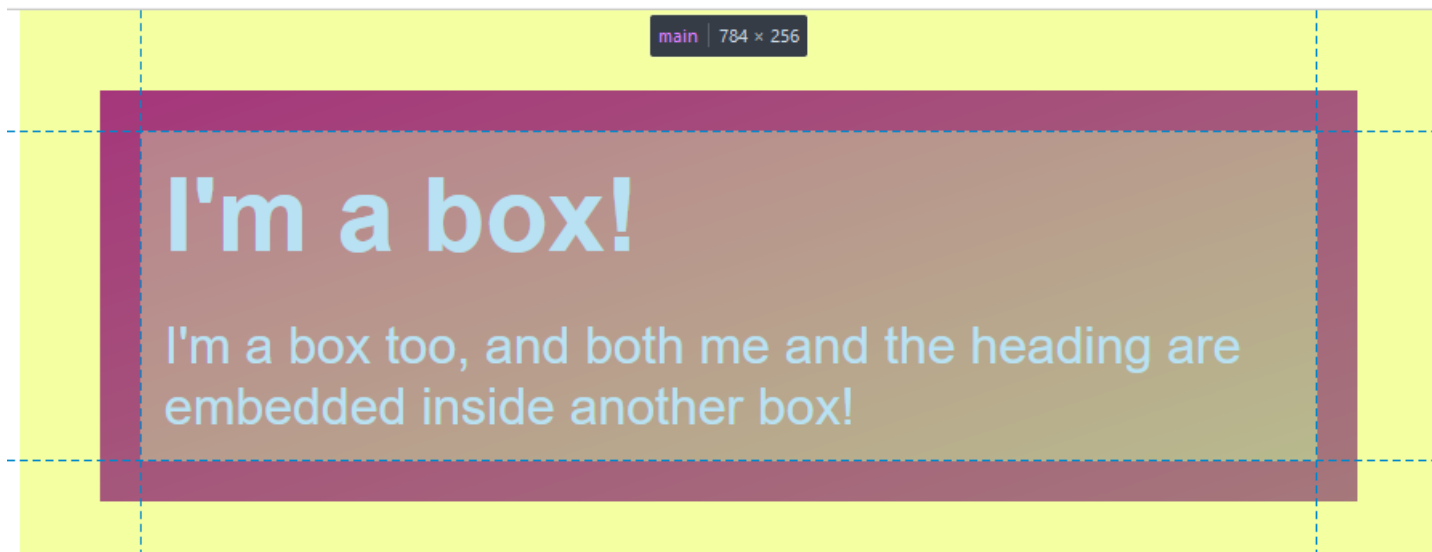 main 784 × 256
I'm a box!
I'm a box too, and both me and the heading are
embedded inside another box!